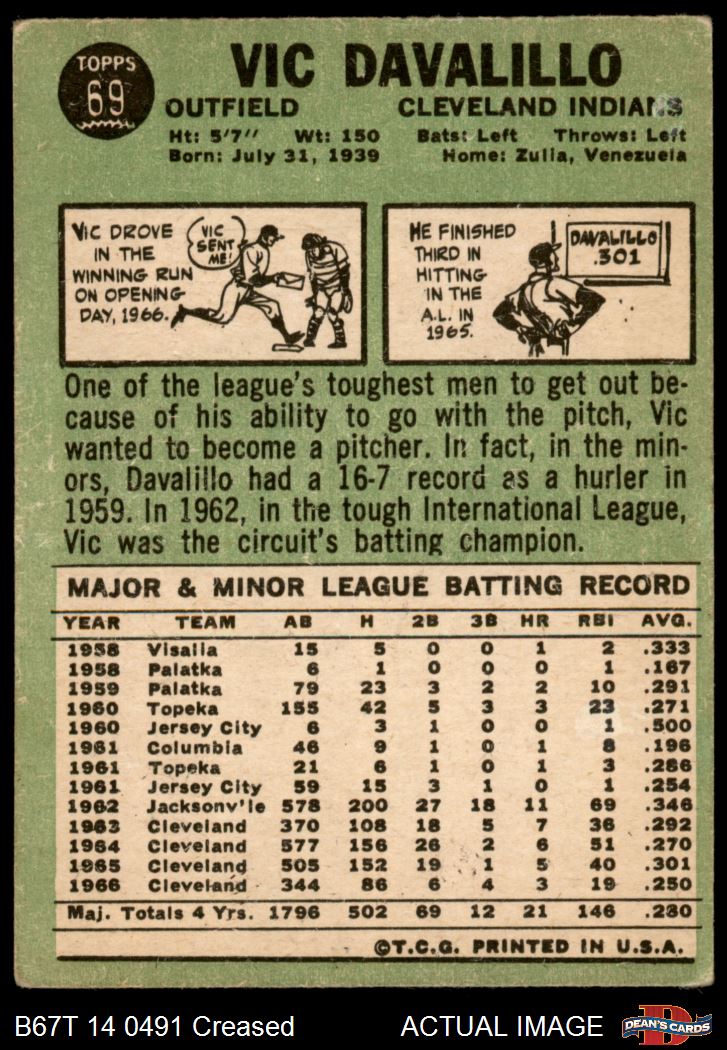 TOPPS
69
VIC DAVALILLO
OUTFIELD CLEVELAND INDIANS
Ht: 5'7" Wt: 150 Bats: Left Throws: Left
Born: July 31, 1939 Home: Zulia, Venezuela
VIC DROVE
IN THE
WINNING RUN
ON OPENING
DAY, 1966.
VIC
SENT
ME!
HE FINISHED
THIRD IN
HITTING
IN THE
A.L. IN
1965.
DAVALILLO
.301
One of the league's toughest men to get out be-
cause of his ability to go with the pitch, Vic
wanted to become a pitcher. In fact, in the min-
ors, Davalillo had a 16-7 record as a hurler in
1959. In 1962, in the tough International League,
Vic was the circuit's batting champion.
MAJOR & MINOR LEAGUE BATTING RECORD
YEAR TEAM AB H 2B 3B HR RBI AVG.
1958 Visalia 15 5 0 0 1 2 .333
1958 Palatka 6 1 0 0 0 1 .167
1959 Palatka 79 23 3 2 2 10 .291
1960 Topeka 155 42 5 3 3 23 .271
1960 Jersey City 6 3 1 0 0 1 .500
1961 Columbia 46 9 1 0 1 8 .196
1961 Topeka 21 6 1 0 1 3 .286
1961 Jersey City 59 15 3 1 0 1 .254
1962 Jacksonv'le 578 200 27 18 11 69 .346
1963 Cleveland 370 108 18 5 7 36 .292
1964 Cleveland 577 156 26 2 6 51 .270
1965 Cleveland 505 152 19 1 5 40 .301
1966 Cleveland 344 86 6 4 3 19 .250
Maj. Totals 4 Yrs. 1796 502 69 12 21 146 .280
©T.C.G. PRINTED IN U.S.A.
B67T 14 0491 Creased ACTUAL IMAGE
D
DEAN'S CARDS